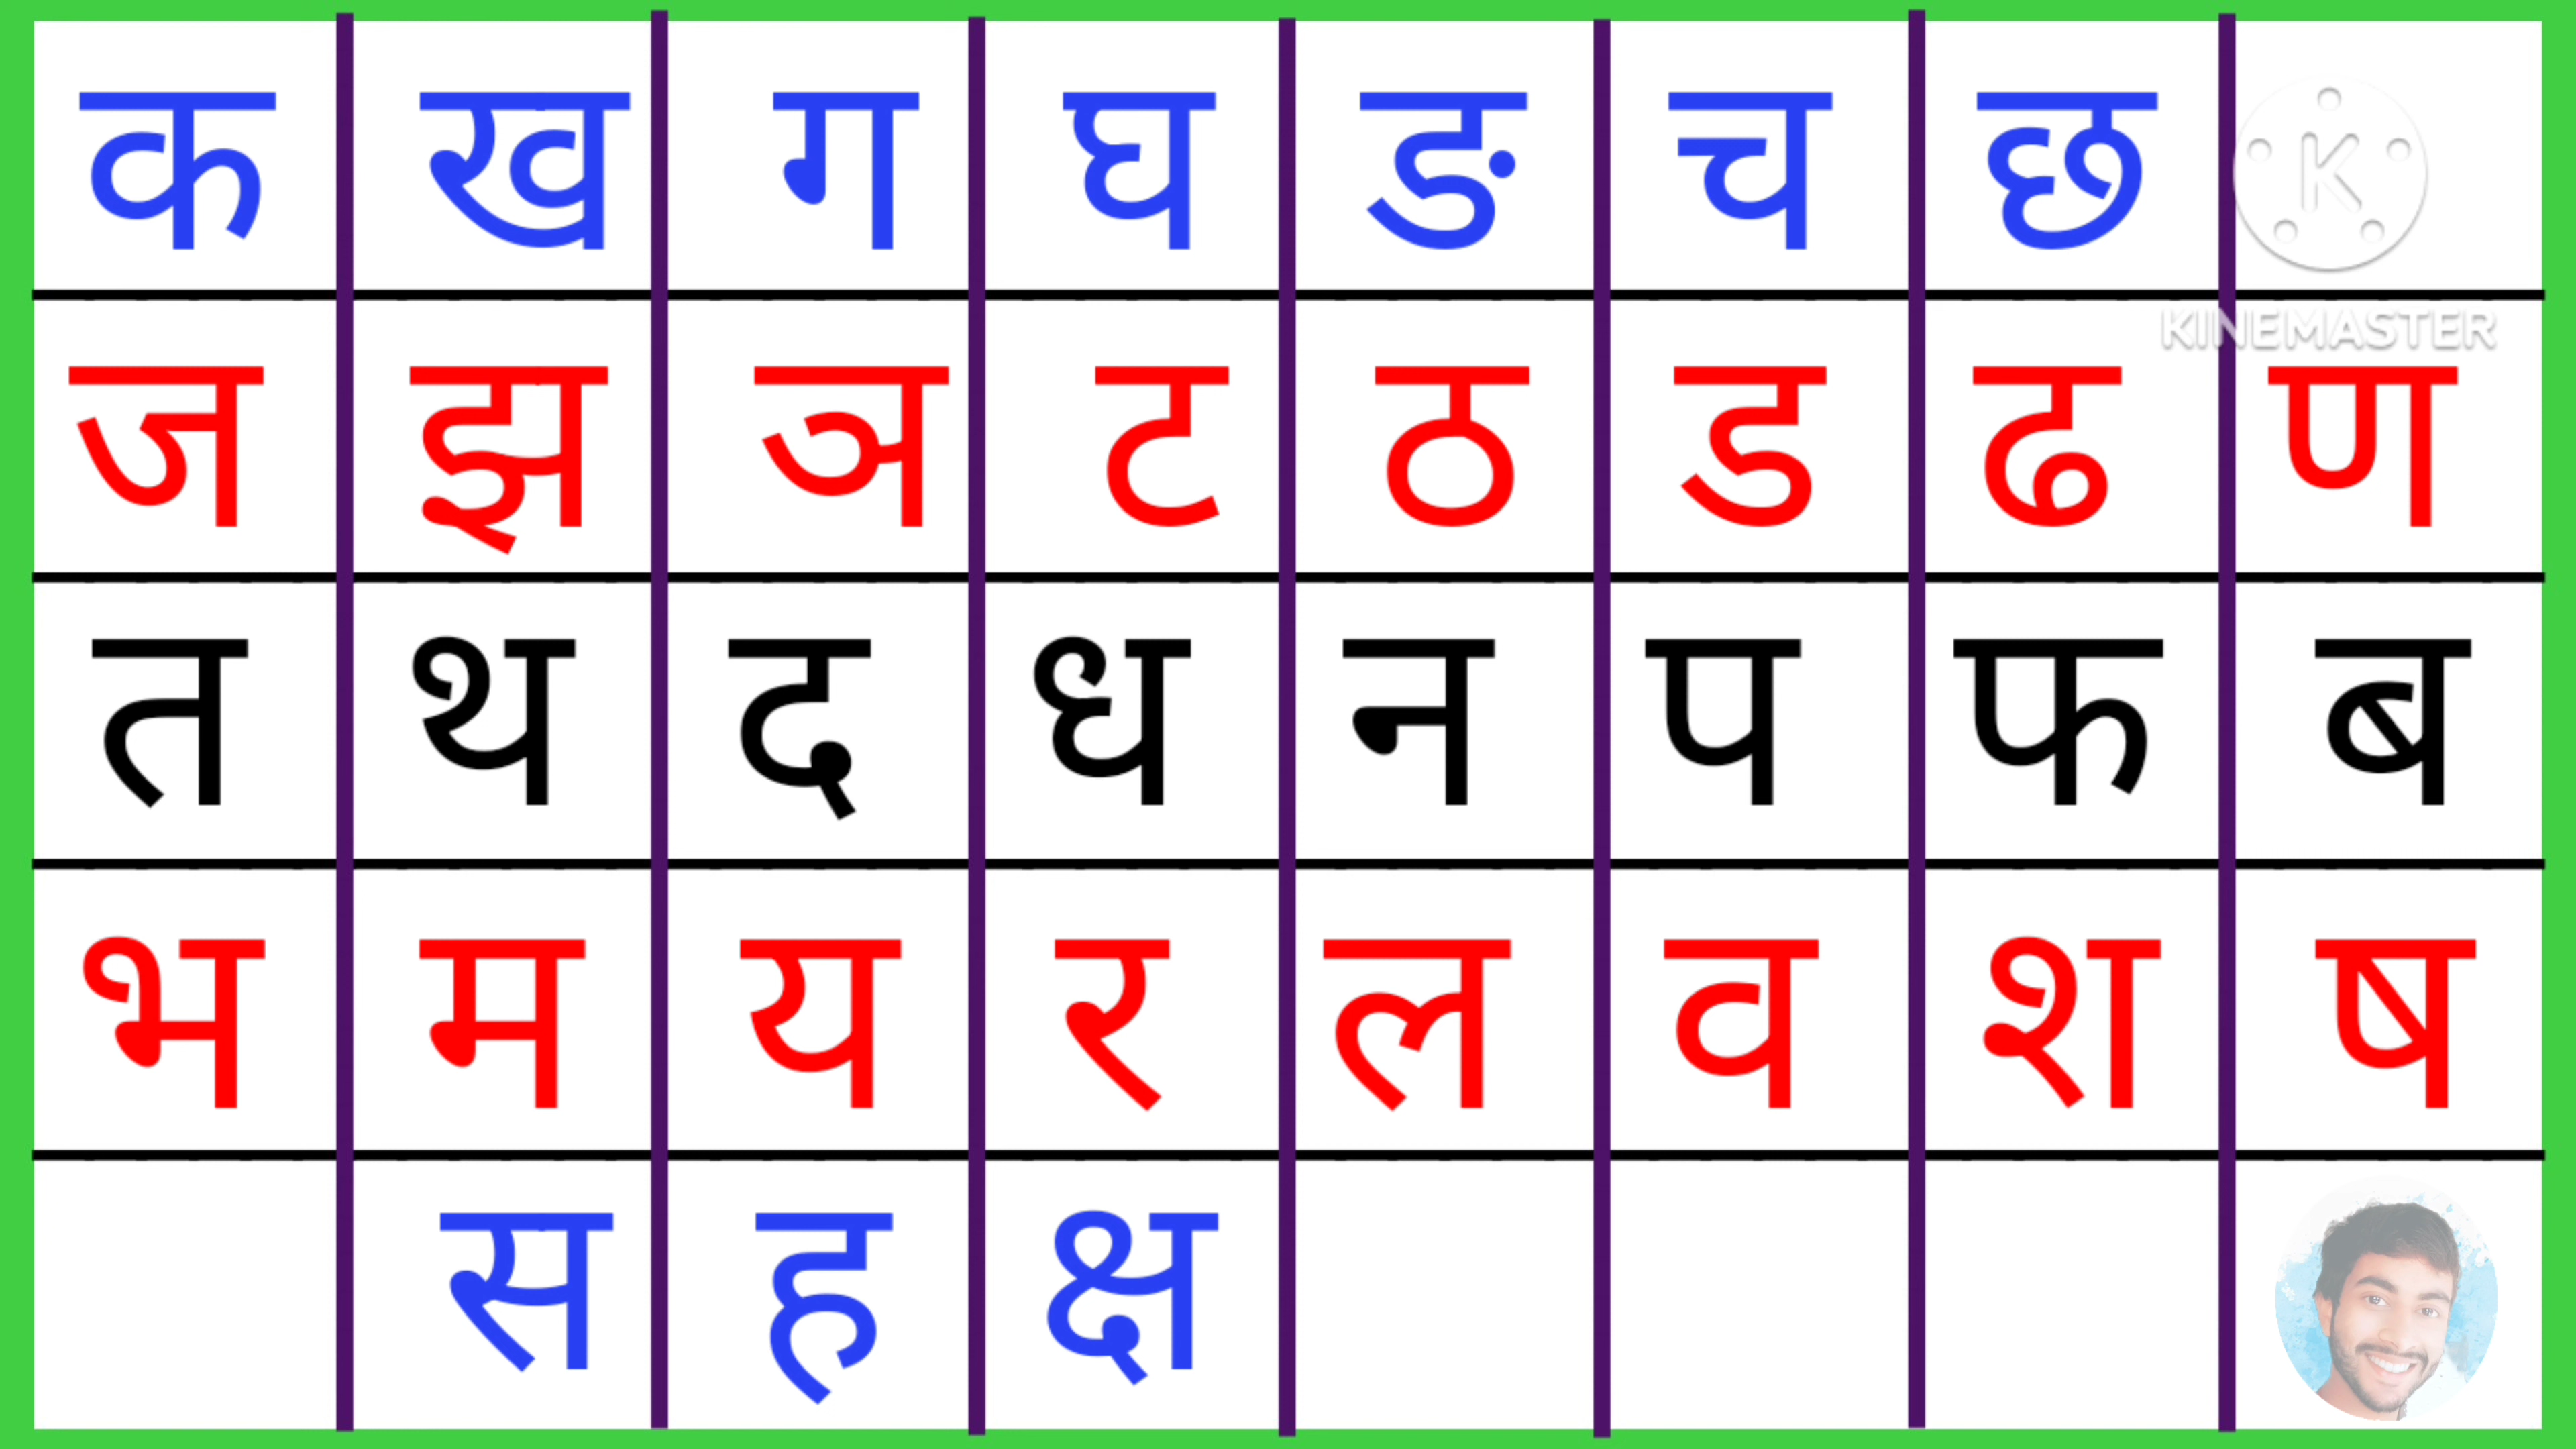 क ख ग घ ङ च छ
K
KINEMASTER
ज झ ञ ट ठ ड ढ ण
त थ द ध न प फ ब
भ म य र ल व श ष
स ह क्ष